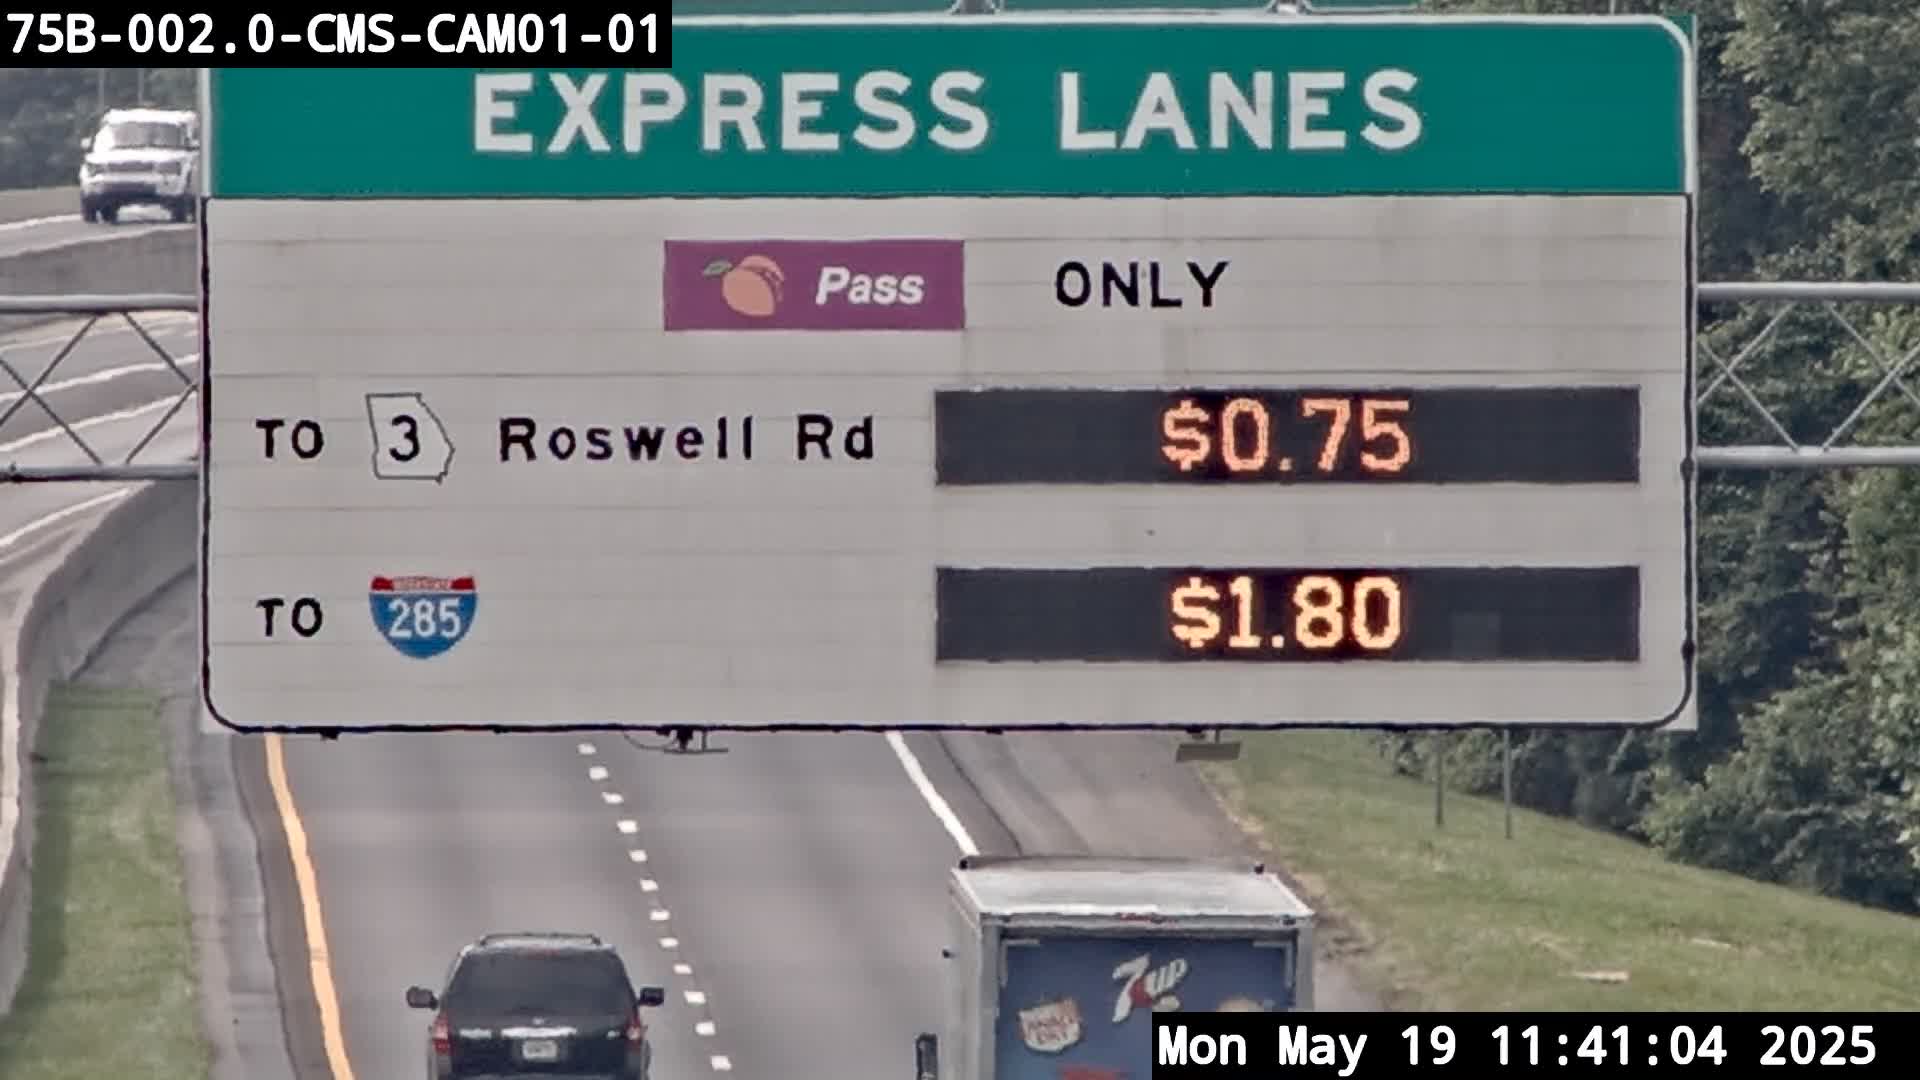 75B-002.0-CMS-CAM01-01
EXPRESS LANES
Pass ONLY
TO 3 Roswell Rd $0.75
INTERSTATE
TO 285 $1.80
7up
Mon May 19 11:41:04 2025